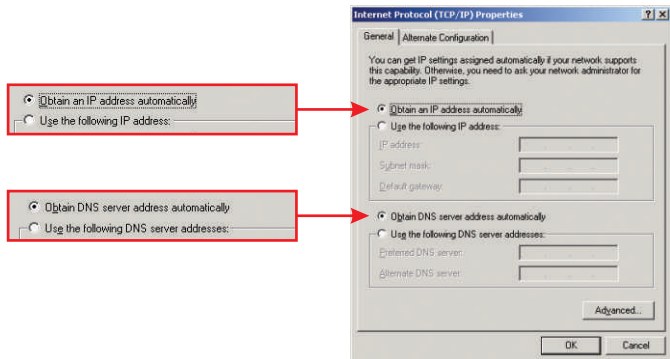 Internet Protocol (TCP/IP) Properties
General
Alternate Configuration
You can get IP settings assigned automatically if your network supports
this capability. Otherwise, you need to ask your network administrator for
the appropriate IP settings.
Obtain an IP address automatically
Use the following IP address:
Obtain an IP address automatically
Use the following IP address:
IP address:
Subnet mask:
Default gateway:
Obtain DNS server address automatically
Use the following DNS server addresses:
Obtain DNS server address automatically
Use the following DNS server addresses:
Preferred DNS server:
Alternate DNS server:
Advanced...
OK
Cancel